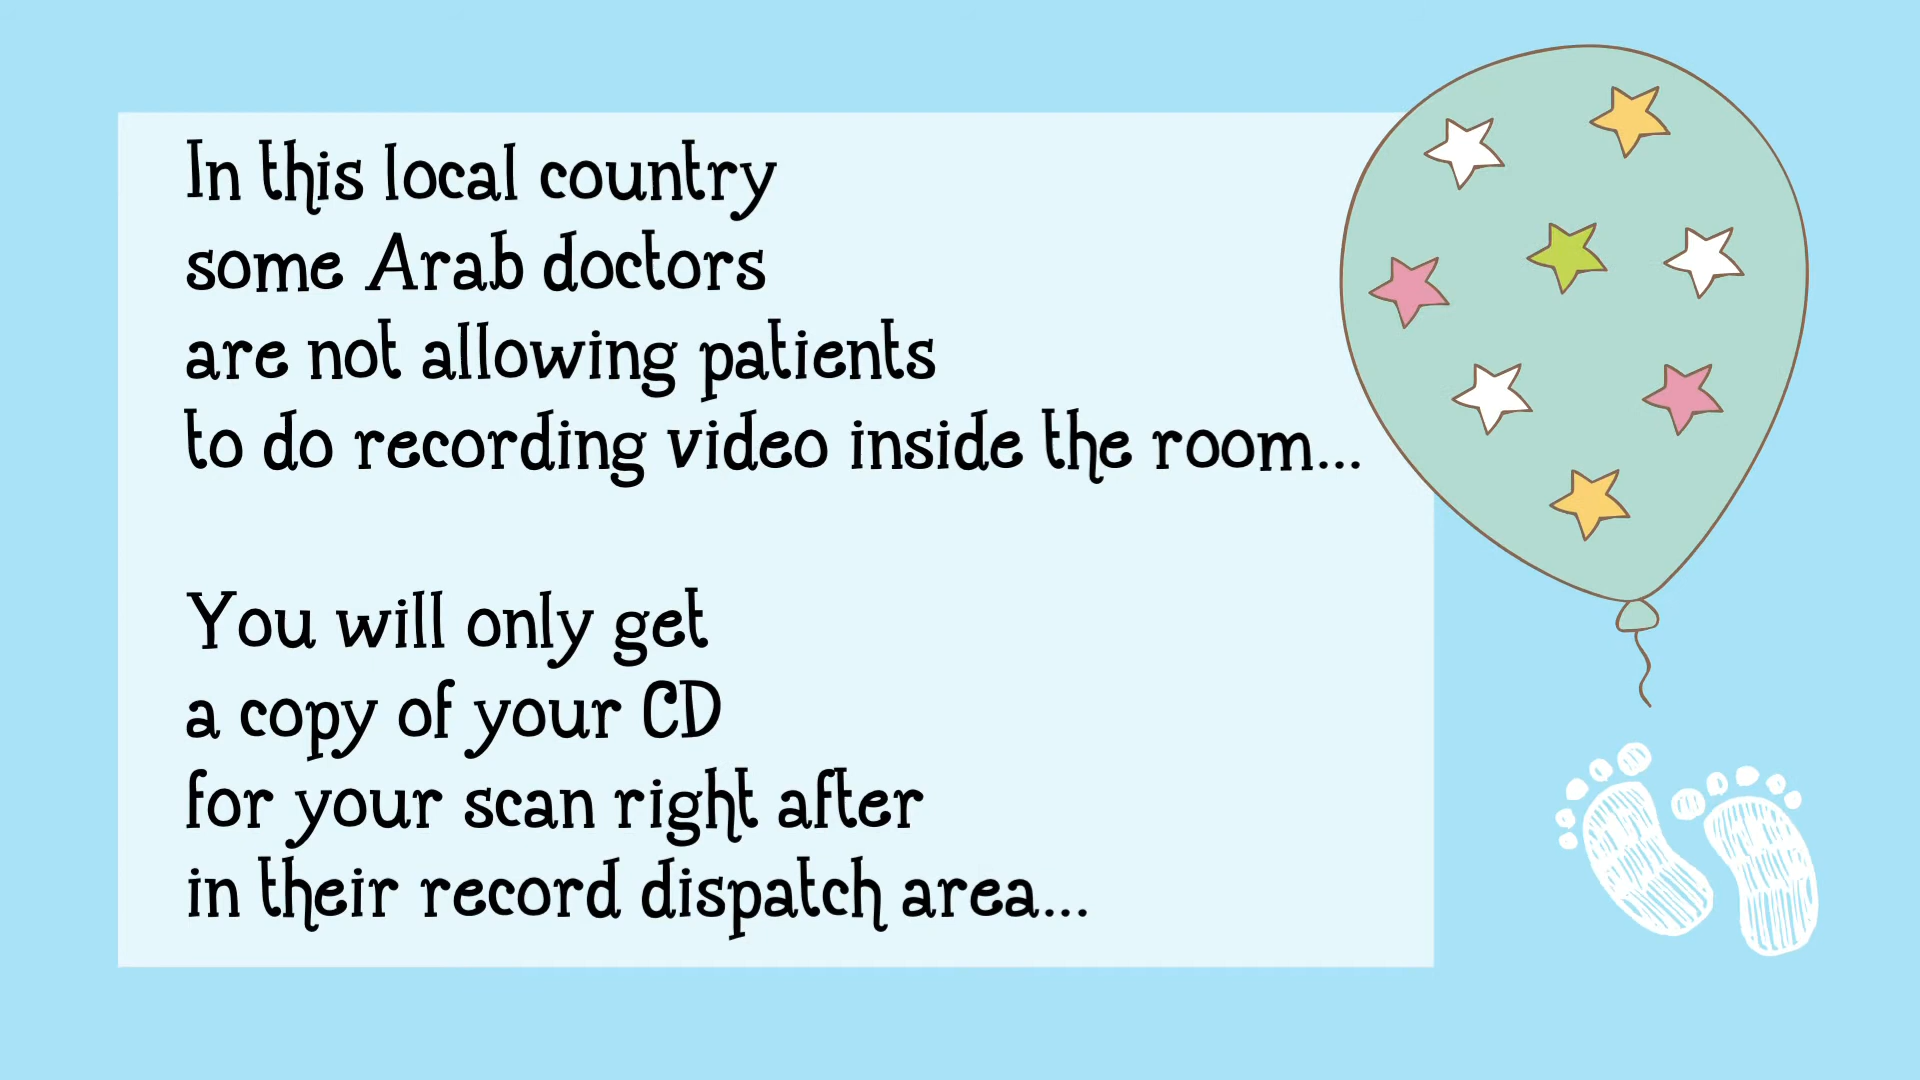 In this local country
some Arab doctors
are not allowing patients
to do recording video inside the room...
You will only get
a copy of your CD
for your scan right after
in their record dispatch area...